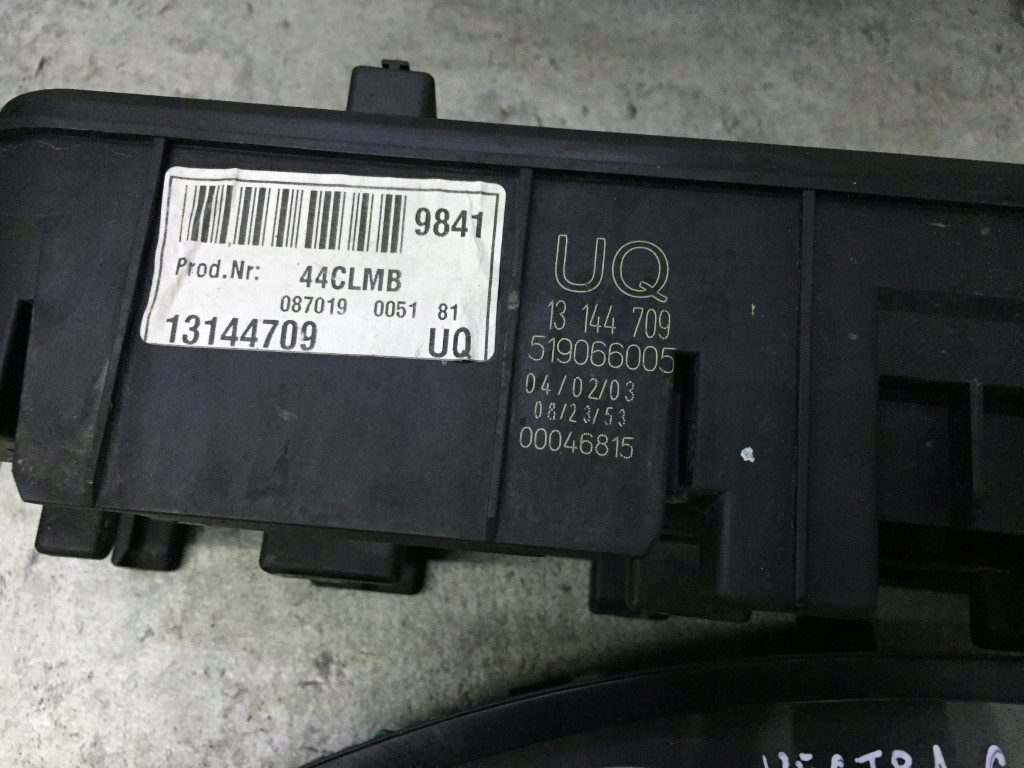 9841
Prod.Nr: 44CLMB
087019 0051 81
13144709 UQ
UQ
13 144 709
519066005
04/02/03
08/23/53
00046815
VECTRA C